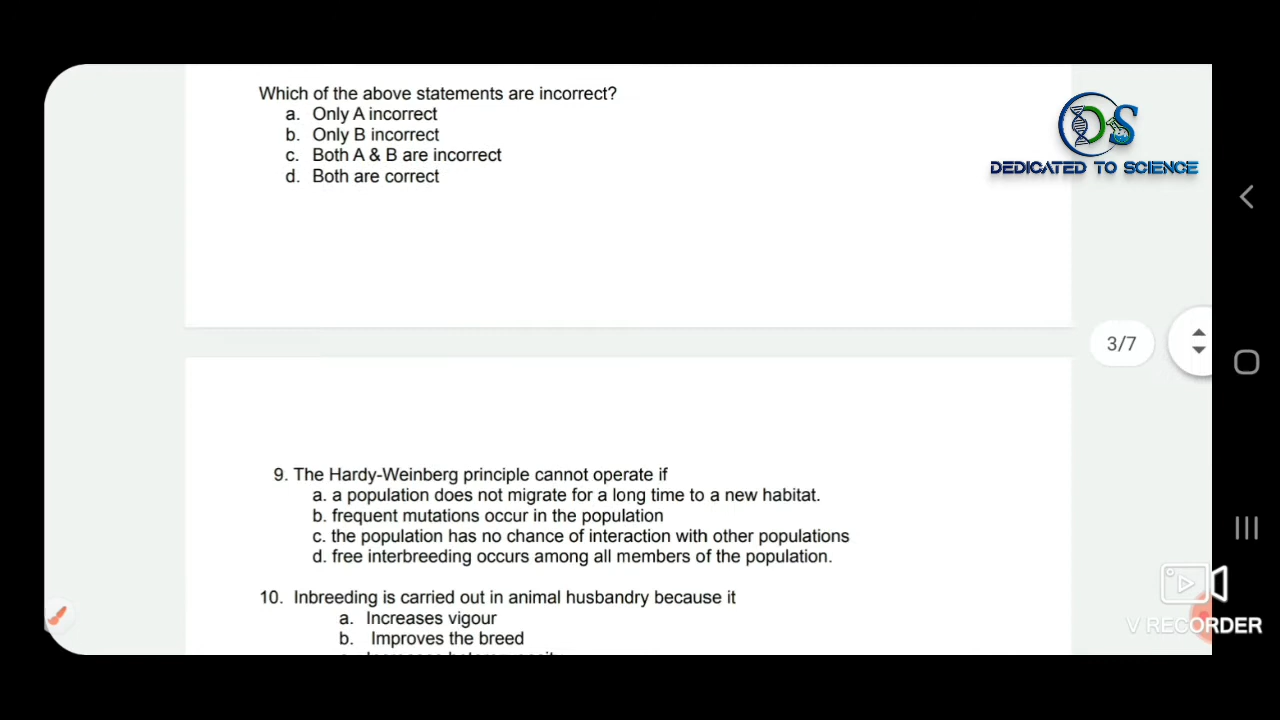 Which of the above statements are incorrect?
a. Only A incorrect
b. Only B incorrect
c. Both A & B are incorrect
d. Both are correct
DS
DEDICATED TO SCIENCE
3/7
9. The Hardy-Weinberg principle cannot operate if
a. a population does not migrate for a long time to a new habitat.
b. frequent mutations occur in the population
c. the population has no chance of interaction with other populations
d. free interbreeding occurs among all members of the population.
10. Inbreeding is carried out in animal husbandry because it
a. Increases vigour
b. Improves the breed
V RECORDER